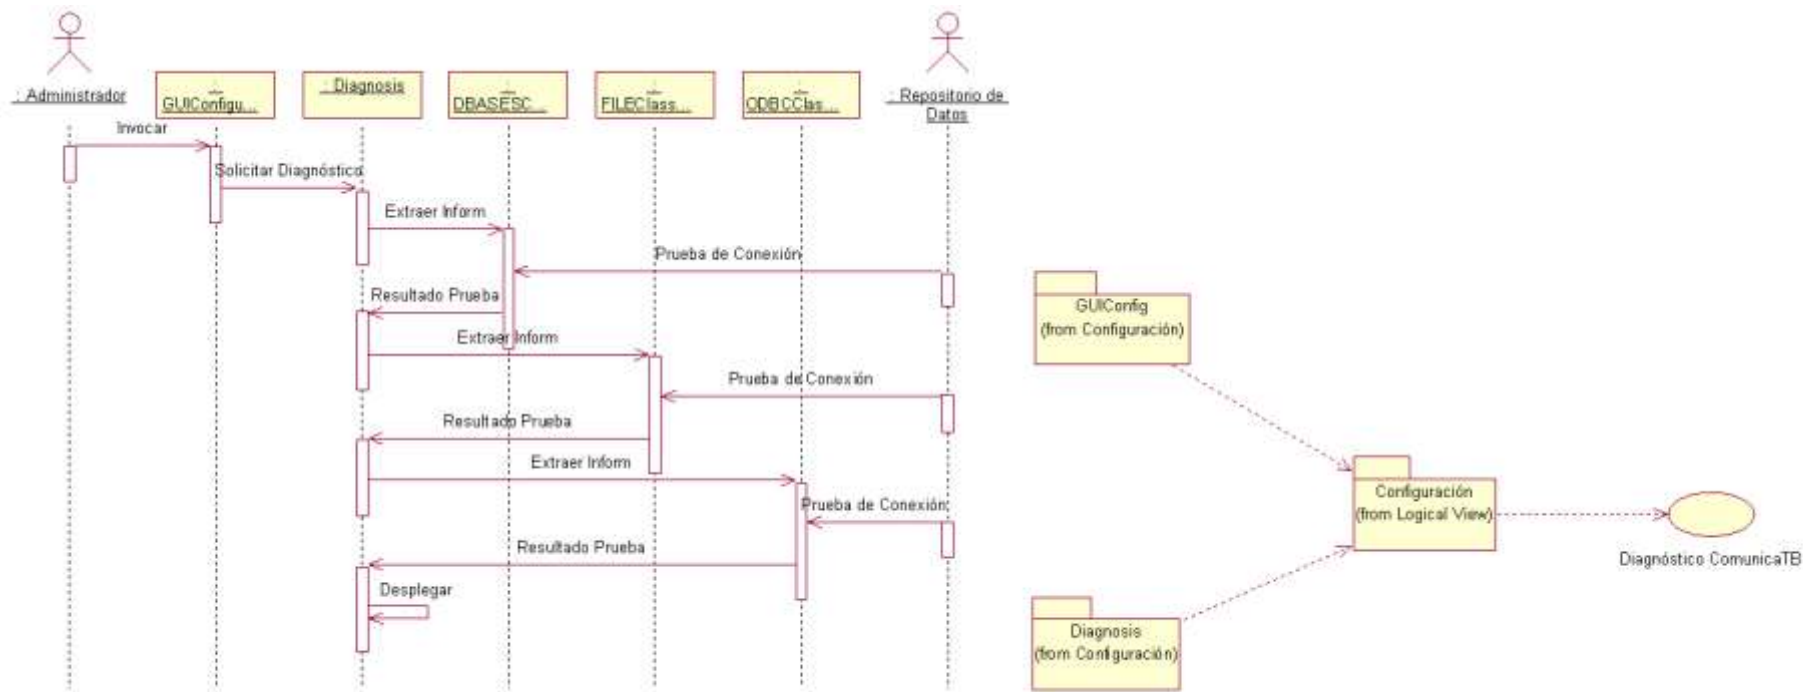 : Administrador
:
GUIConfigu...
: Diagnosis
:
DBASESC...
:
FILEClass...
:
ODBCClas...
: Repositorio de
Datos
Invocar
Solicitar Diagnóstico
Extraer Inform
Prueba de Conexión
Resultado Prueba
Extraer Inform
Prueba de Conexión
Resultado Prueba
Extraer Inform
Prueba de Conexión
Resultado Prueba
Desplegar
GUIConfig
(from Configuración)
Configuración
(from Logical View)
Diagnóstico ComunicaTB
Diagnosis
(from Configuración)